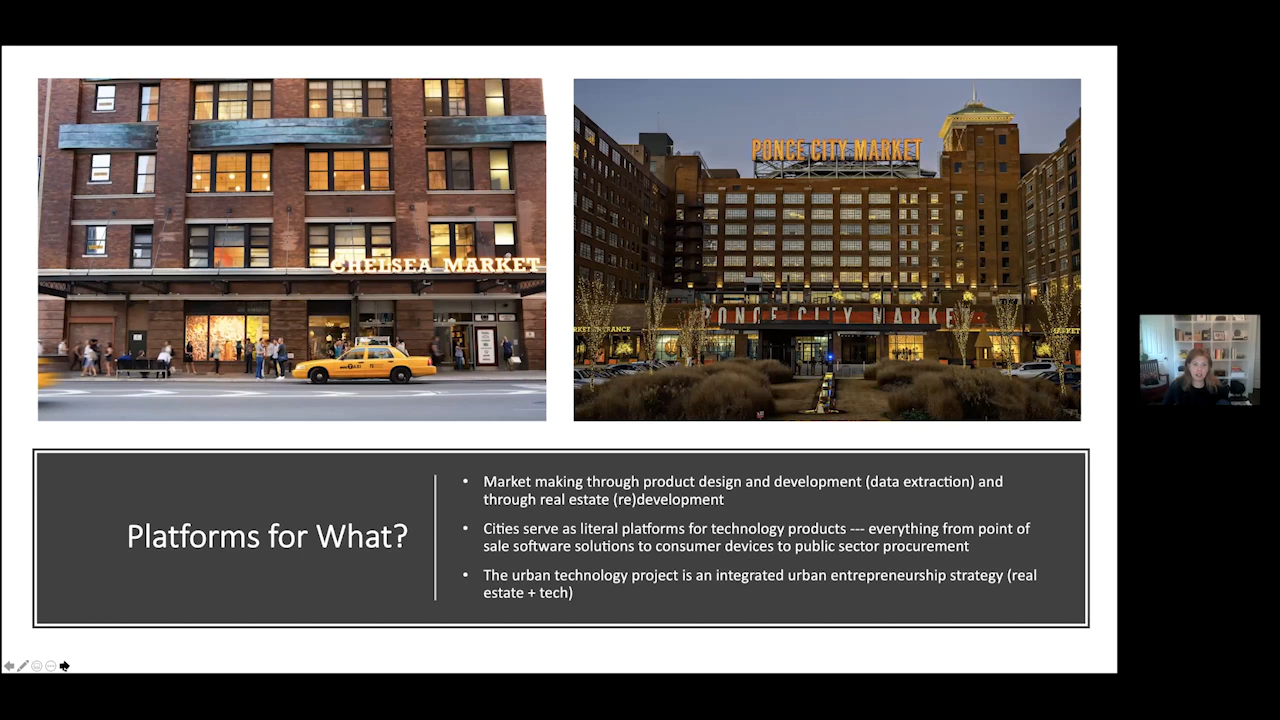 CHELSEA MARKET
PONCE CITY MARKET
PONCE CITY MARKET
MARKET
Platforms for What?
• Market making through product design and development (data extraction) and
through real estate (re)development
• Cities serve as literal platforms for technology products --- everything from point of
sale software solutions to consumer devices to public sector procurement
• The urban technology project is an integrated urban entrepreneurship strategy (real
estate + tech)